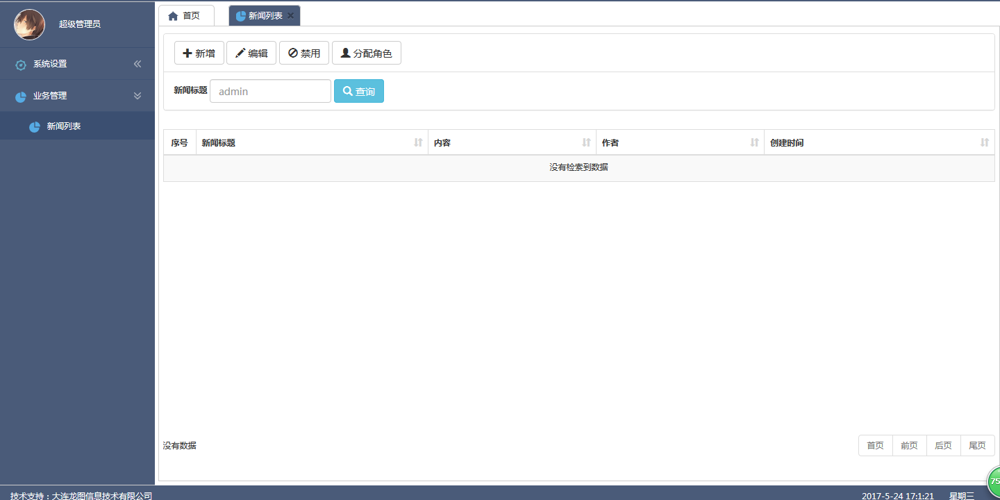 超级管理员
系统设置
业务管理
新闻列表
首页 新闻列表
新增 编辑 禁用 分配角色
新闻标题 admin 查询
序号 新闻标题 内容 作者 创建时间
没有检索到数据
没有数据 首页 前页 后页 尾页
75
技术支持：大连龙图信息技术有限公司 2017-5-24 17:1:21 星期三